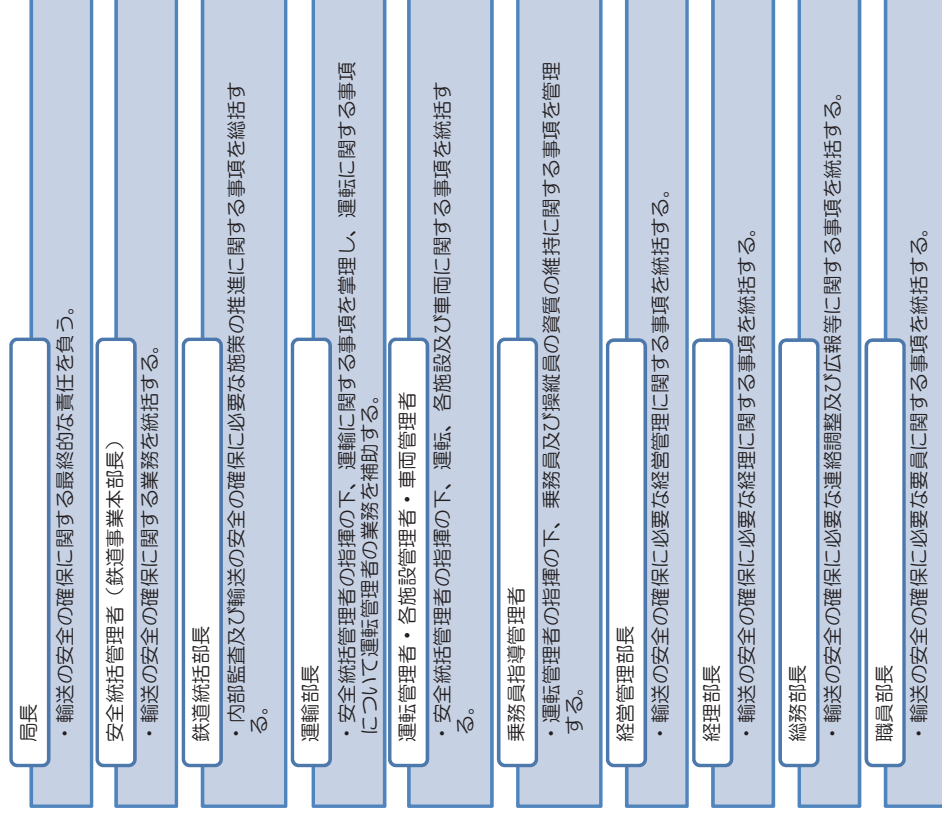 局長
・輸送の安全の確保に関する最終的な責任を負う。
安全統括管理者（鉄道事業本部長）
・輸送の安全の確保に関する業務を統括する。
鉄道統括部長
・内部監査及び輸送の安全の確保に必要な施策の推進に関する事項を総括す
る。
運輸部長
・安全統括管理者の指揮の下、運輸に関する事項を掌理し、運転に関する事項
について運転管理者の業務を補助する。
運転管理者・各施設管理者・車両管理者
・安全統括管理者の指揮の下、運転、各施設及び車両に関する事項を統括す
る。
乗務員指導管理者
・運転管理者の指揮の下、乗務員及び操縦員の資質の維持に関する事項を管理
する。
経営管理部長
・輸送の安全の確保に必要な経営管理に関する事項を統括する。
経理部長
・輸送の安全の確保に必要な経理に関する事項を統括する。
総務部長
・輸送の安全の確保に必要な連絡調整及び広報等に関する事項を統括する。
職員部長
・輸送の安全の確保に必要な要員に関する事項を統括する。